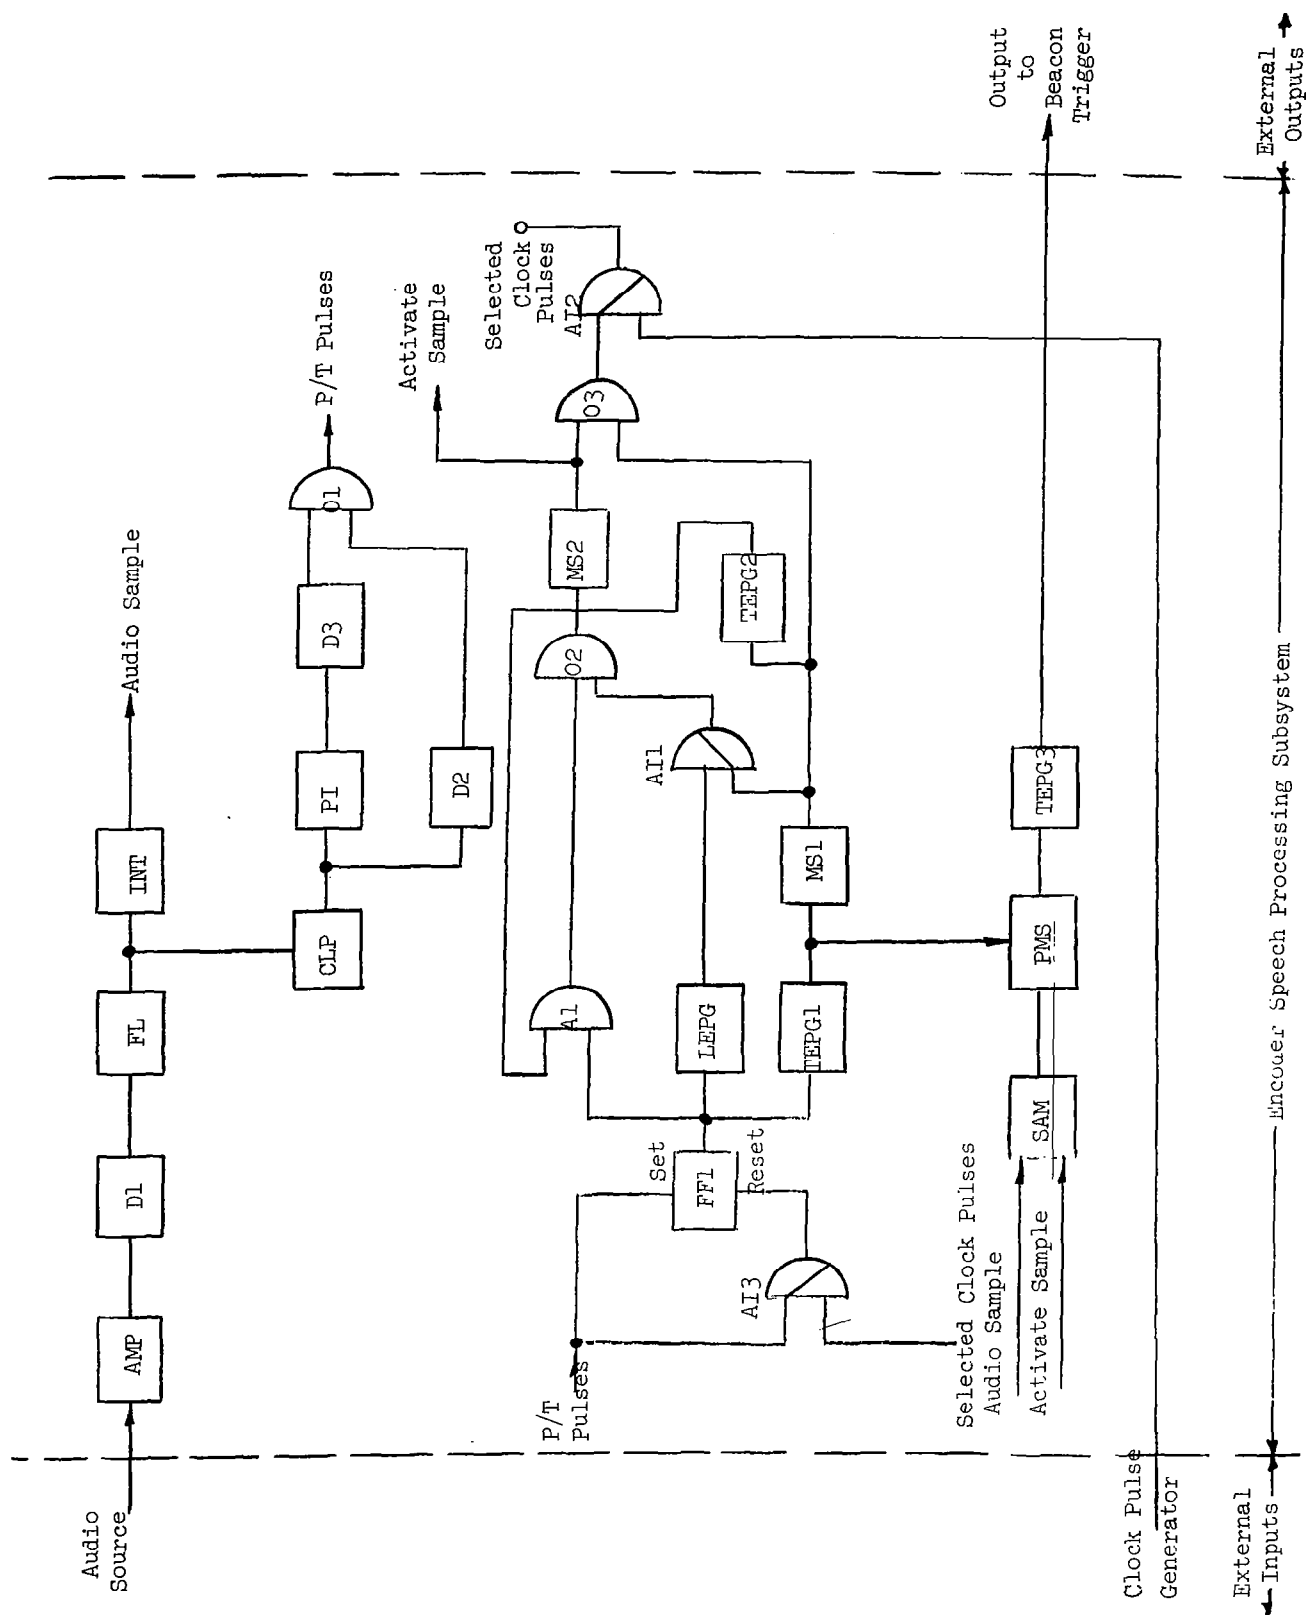 Audio
Source
AMP
D1
FL
INT
Audio Sample
CLP
PI
D3
D2
O1
P/T Pulses
P/T
Pulses
Set
FF1
Reset
AI3
Selected Clock Pulses
A1
LEPG
TEPG1
MS1
AI1
O2
TEPG2
MS2
Activate
Sample
O3
AI2
Selected
Clock
Pulses
Audio Sample
Activate Sample
SAM
PMS
TEPG3
Output
to
Beacon
Trigger
Clock Pulse
Generator
External
Inputs
Encouer Speech Processing Subsystem
External
Outputs